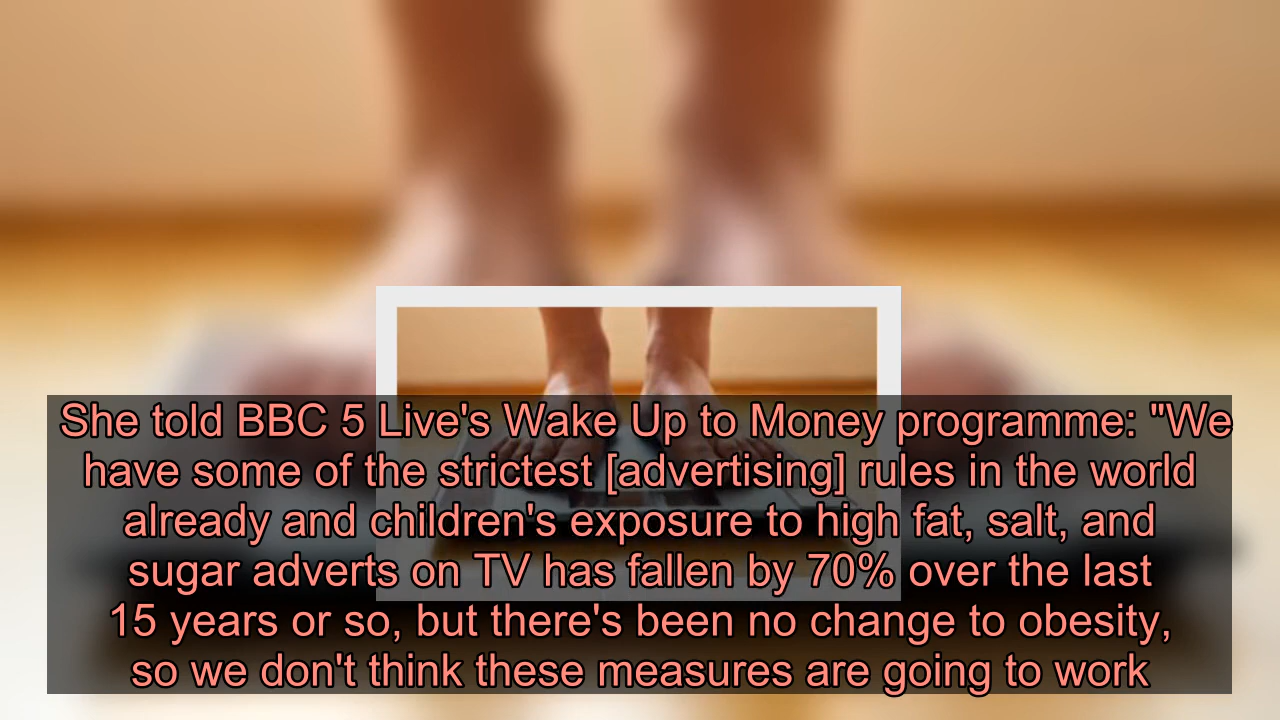 She told BBC 5 Live's Wake Up to Money programme: "We
have some of the strictest [advertising] rules in the world
already and children's exposure to high fat, salt, and
sugar adverts on TV has fallen by 70% over the last
15 years or so, but there's been no change to obesity,
so we don't think these measures are going to work